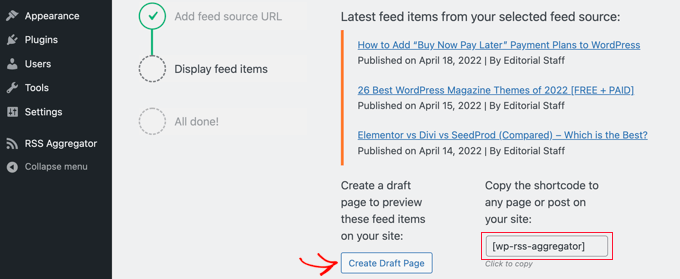 Appearance
Plugins
Users
Tools
Settings
RSS Aggregator
Collapse menu
Add feed source URL
Display feed items
All done!
Latest feed items from your selected feed source:
How to Add “Buy Now Pay Later” Payment Plans to WordPress
Published on April 18, 2022 | By Editorial Staff
26 Best WordPress Magazine Themes of 2022 [FREE + PAID]
Published on April 15, 2022 | By Editorial Staff
Elementor vs Divi vs SeedProd (Compared) – Which is the Best?
Published on April 14, 2022 | By Editorial Staff
Create a draft
page to preview
these feed items
on your site:
Create Draft Page
Copy the shortcode to
any page or post on
your site:
[wp-rss-aggregator]
Click to copy